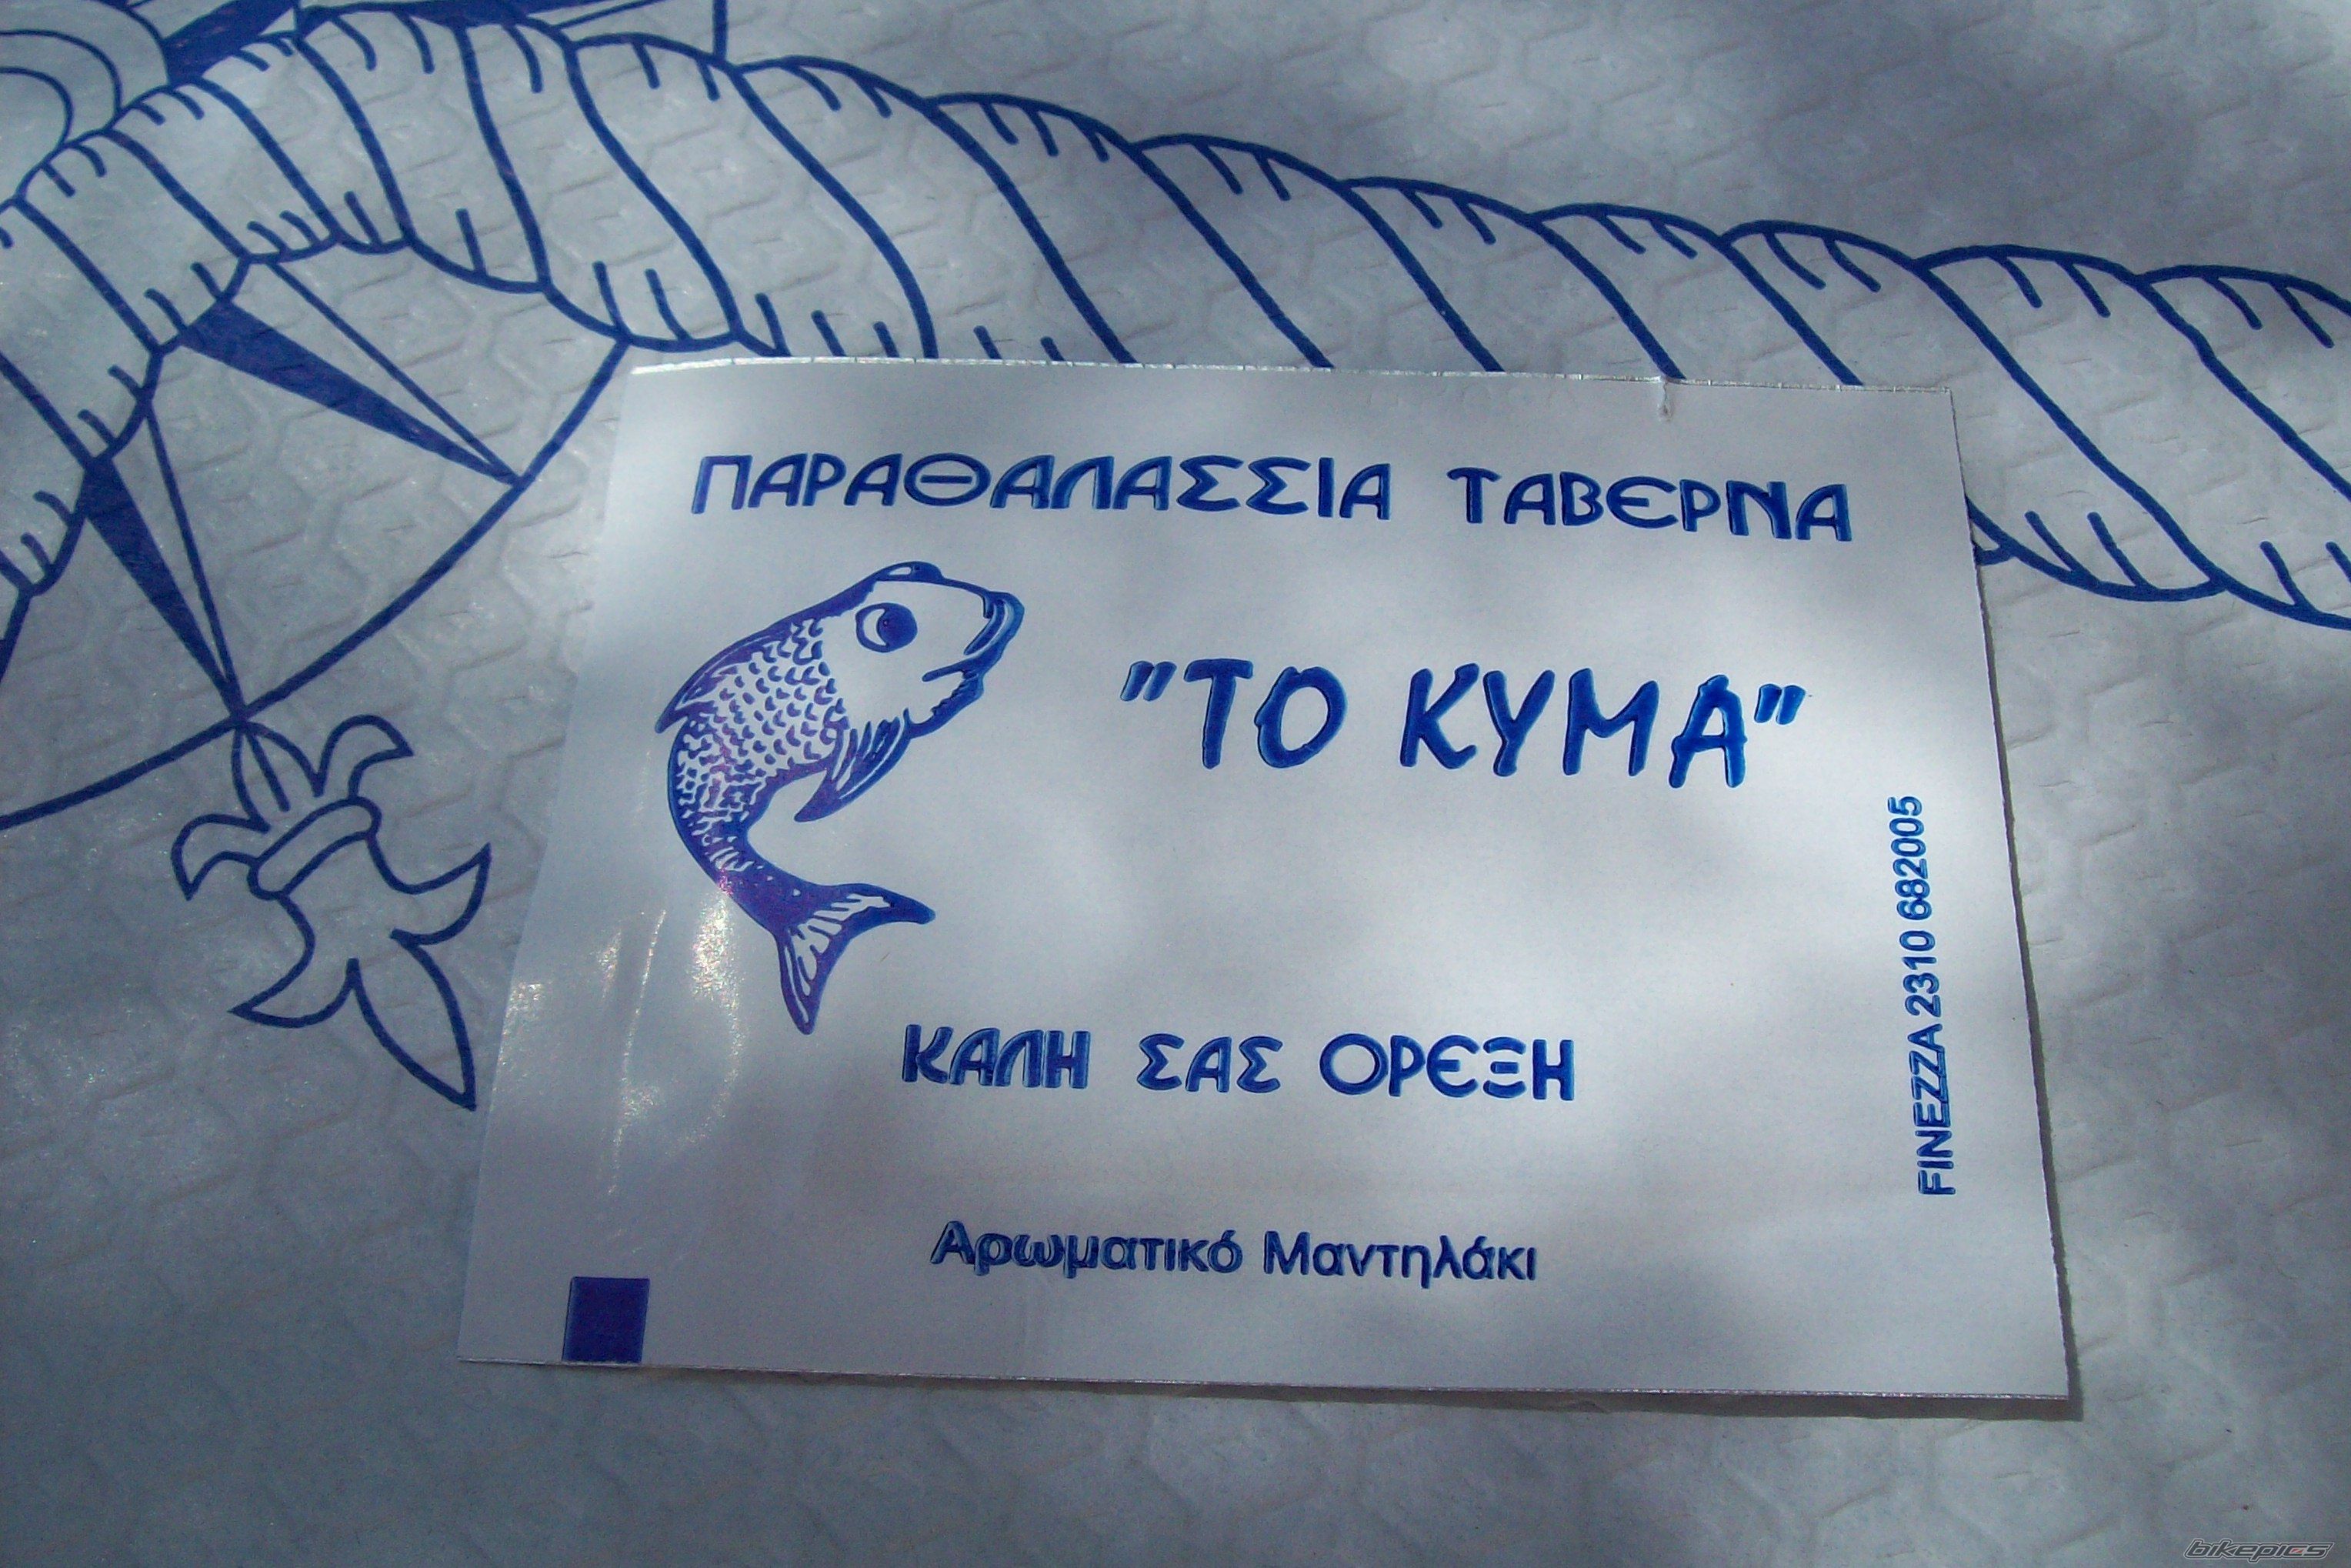 ΠΑΡΑΘΑΛΑΣΣΙΑ ΤΑΒΕΡΝΑ
"ΤΟ ΚΥΜΑ"
ΚΑΛΗ ΣΑΣ ΟΡΕΞΗ
Αρωματικό Μαντηλάκι
FINEZZA 2310 682005
bikepics